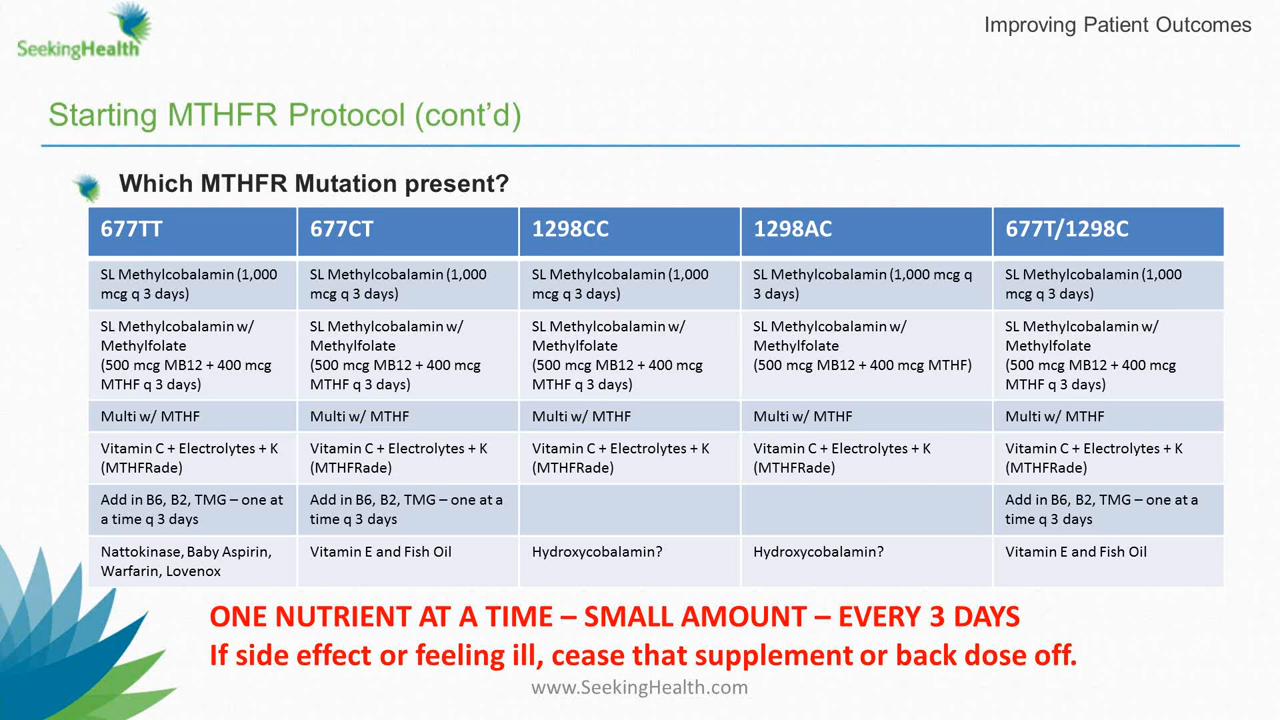 SeekingHealth
Improving Patient Outcomes
Starting MTHFR Protocol (cont’d)
Which MTHFR Mutation present?
677TT 677CT 1298CC 1298AC 677T/1298C
SL Methylcobalamin (1,000
mcg q 3 days)
SL Methylcobalamin (1,000
mcg q 3 days)
SL Methylcobalamin (1,000
mcg q 3 days)
SL Methylcobalamin (1,000 mcg q
3 days)
SL Methylcobalamin (1,000
mcg q 3 days)
SL Methylcobalamin w/
Methylfolate
(500 mcg MB12 + 400 mcg
MTHF q 3 days)
SL Methylcobalamin w/
Methylfolate
(500 mcg MB12 + 400 mcg
MTHF q 3 days)
SL Methylcobalamin w/
Methylfolate
(500 mcg MB12 + 400 mcg
MTHF q 3 days)
SL Methylcobalamin w/
Methylfolate
(500 mcg MB12 + 400 mcg MTHF)
SL Methylcobalamin w/
Methylfolate
(500 mcg MB12 + 400 mcg
MTHF q 3 days)
Multi w/ MTHF
Multi w/ MTHF
Multi w/ MTHF
Multi w/ MTHF
Multi w/ MTHF
Vitamin C + Electrolytes + K
(MTHFRade)
Vitamin C + Electrolytes + K
(MTHFRade)
Vitamin C + Electrolytes + K
(MTHFRade)
Vitamin C + Electrolytes + K
(MTHFRade)
Vitamin C + Electrolytes + K
(MTHFRade)
Add in B6, B2, TMG – one at
a time q 3 days
Add in B6, B2, TMG – one at a
time q 3 days
Add in B6, B2, TMG – one at a
time q 3 days
Nattokinase, Baby Aspirin,
Warfarin, Lovenox
Vitamin E and Fish Oil
Hydroxycobalamin?
Hydroxycobalamin?
Vitamin E and Fish Oil
ONE NUTRIENT AT A TIME – SMALL AMOUNT – EVERY 3 DAYS
If side effect or feeling ill, cease that supplement or back dose off.
www.SeekingHealth.com